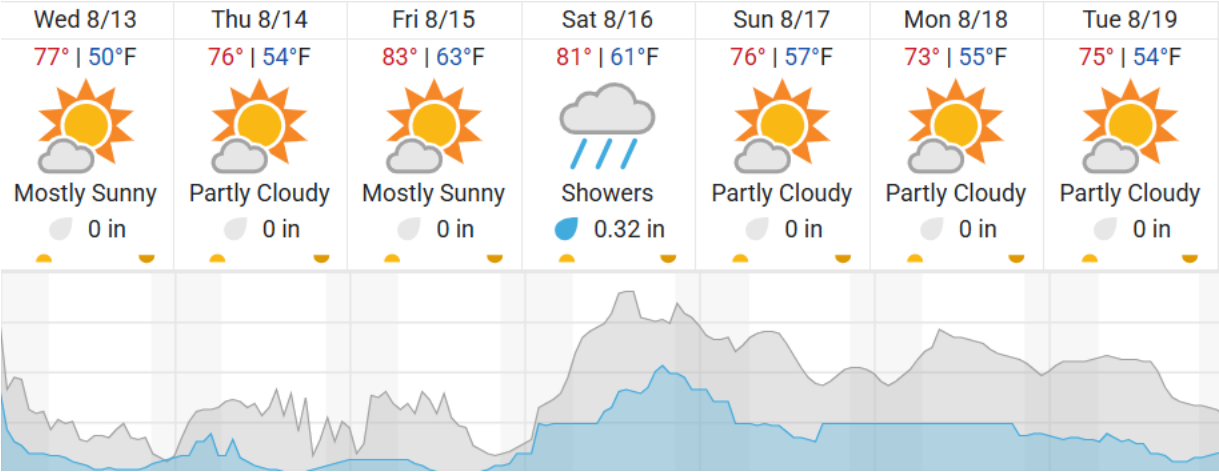 Wed 8/13 Thu 8/14 Fri 8/15 Sat 8/16 Sun 8/17 Mon 8/18 Tue 8/19
77° | 50°F 76° | 54°F 83° | 63°F 81° | 61°F 76° | 57°F 73° | 55°F 75° | 54°F
Mostly Sunny Partly Cloudy Mostly Sunny Showers Partly Cloudy Partly Cloudy Partly Cloudy
0 in 0 in 0 in 0.32 in 0 in 0 in 0 in